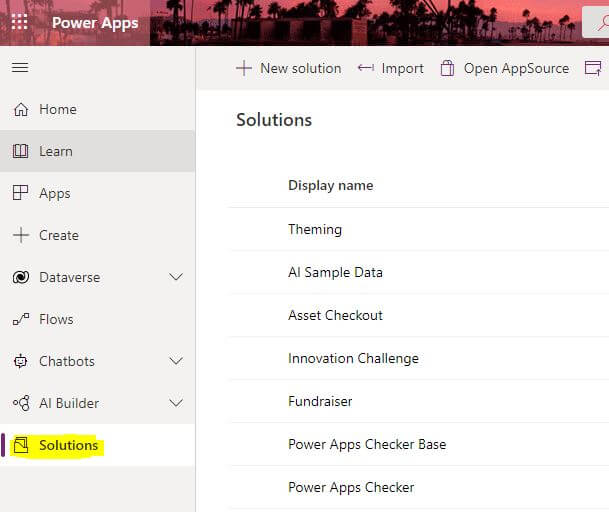 Power Apps
New solution
Import
Open AppSource
Home
Learn
Apps
Create
Dataverse
Flows
Chatbots
AI Builder
Solutions
Solutions
Display name
Theming
AI Sample Data
Asset Checkout
Innovation Challenge
Fundraiser
Power Apps Checker Base
Power Apps Checker